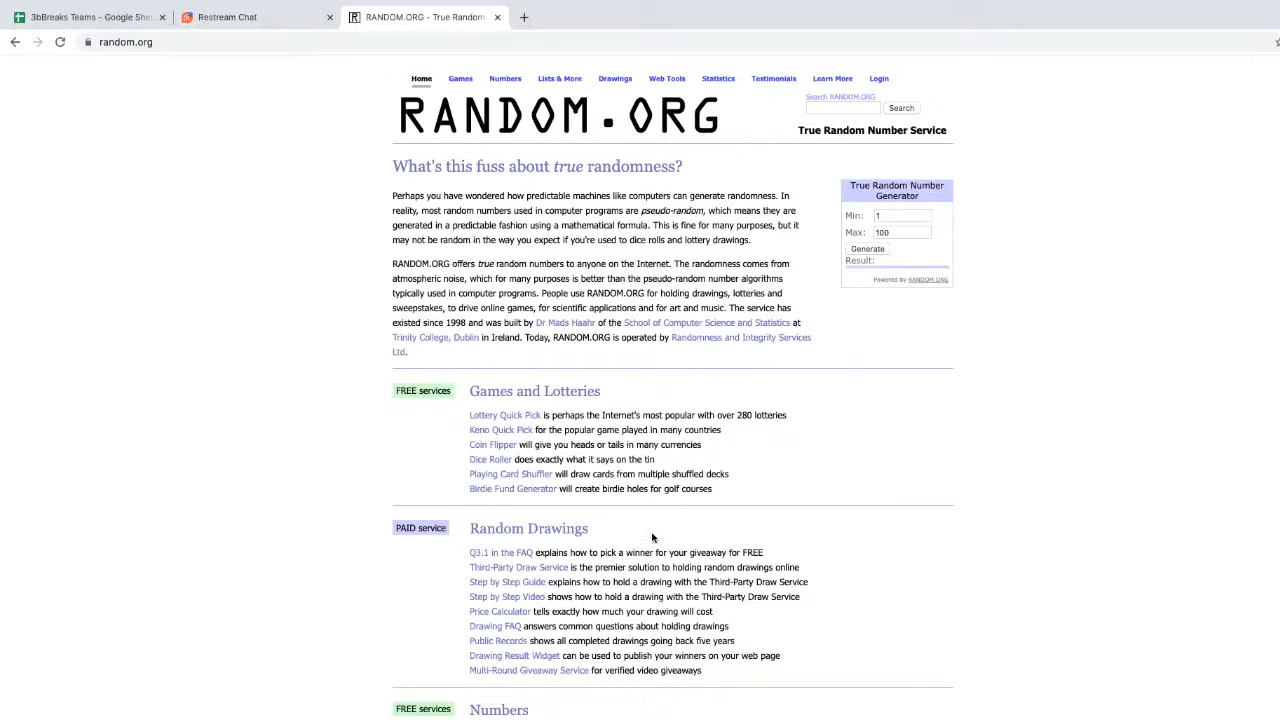 3bBreaks Teams - Google She
Restream Chat
RANDOM.ORG - True Random
random.org
Home Games Numbers Lists & More Drawings Web Tools Statistics Testimonials Learn More Login
RANDOM.ORG
Search RANDOM.ORG
Search
True Random Number Service
What's this fuss about true randomness?
Perhaps you have wondered how predictable machines like computers can generate randomness. In
reality, most random numbers used in computer programs are pseudo-random, which means they are
generated in a predictable fashion using a mathematical formula. This is fine for many purposes, but it
may not be random in the way you expect if you're used to dice rolls and lottery drawings.
RANDOM.ORG offers true random numbers to anyone on the Internet. The randomness comes from
atmospheric noise, which for many purposes is better than the pseudo-random number algorithms
typically used in computer programs. People use RANDOM.ORG for holding drawings, lotteries and
sweepstakes, to drive online games, for scientific applications and for art and music. The service has
existed since 1998 and was built by Dr Mads Haahr of the School of Computer Science and Statistics at
Trinity College, Dublin in Ireland. Today, RANDOM.ORG is operated by Randomness and Integrity Services
Ltd.
True Random Number
Generator
Min: 1
Max: 100
Generate
Result:
Powered by RANDOM.ORG
FREE services
Games and Lotteries
Lottery Quick Pick is perhaps the Internet's most popular with over 280 lotteries
Keno Quick Pick for the popular game played in many countries
Coin Flipper will give you heads or tails in many currencies
Dice Roller does exactly what it says on the tin
Playing Card Shuffler will draw cards from multiple shuffled decks
Birdie Fund Generator will create birdie holes for golf courses
PAID service
Random Drawings
Q3.1 in the FAQ explains how to pick a winner for your giveaway for FREE
Third-Party Draw Service is the premier solution to holding random drawings online
Step by Step Guide explains how to hold a drawing with the Third-Party Draw Service
Step by Step Video shows how to hold a drawing with the Third-Party Draw Service
Price Calculator tells exactly how much your drawing will cost
Drawing FAQ answers common questions about holding drawings
Public Records shows all completed drawings going back five years
Drawing Result Widget can be used to publish your winners on your web page
Multi-Round Giveaway Service for verified video giveaways
FREE services
Numbers